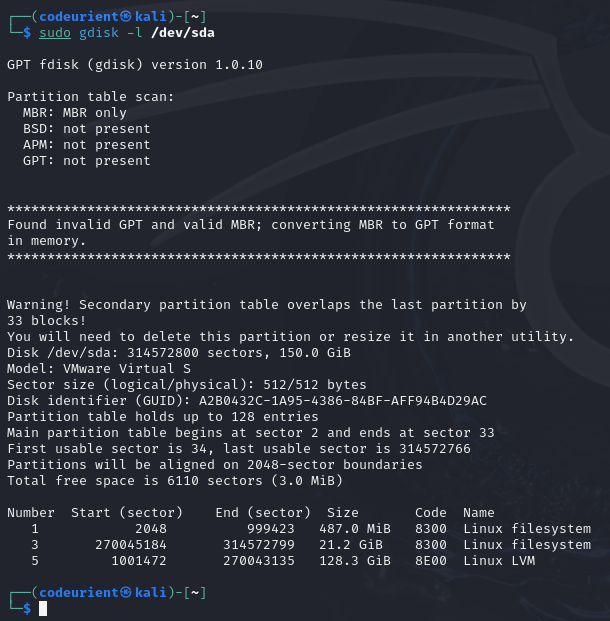 ┌──(codeurient㉿kali)-[~]
└─$ sudo gdisk -l /dev/sda
GPT fdisk (gdisk) version 1.0.10
Partition table scan:
  MBR: MBR only
  BSD: not present
  APM: not present
  GPT: not present
***************************************************************
Found invalid GPT and valid MBR; converting MBR to GPT format
in memory.
***************************************************************
Warning! Secondary partition table overlaps the last partition by
33 blocks!
You will need to delete this partition or resize it in another utility.
Disk /dev/sda: 314572800 sectors, 150.0 GiB
Model: VMware Virtual S
Sector size (logical/physical): 512/512 bytes
Disk identifier (GUID): A2B0432C-1A95-4386-84BF-AFF94B4D29AC
Partition table holds up to 128 entries
Main partition table begins at sector 2 and ends at sector 33
First usable sector is 34, last usable sector is 314572766
Partitions will be aligned on 2048-sector boundaries
Total free space is 6110 sectors (3.0 MiB)
Number  Start (sector)    End (sector)  Size       Code  Name
   1            2048          999423   487.0 MiB   8300  Linux filesystem
   3       270045184       314572799   21.2 GiB    8300  Linux filesystem
   5         1001472       270043135   128.3 GiB   8E00  Linux LVM
┌──(codeurient㉿kali)-[~]
└─$